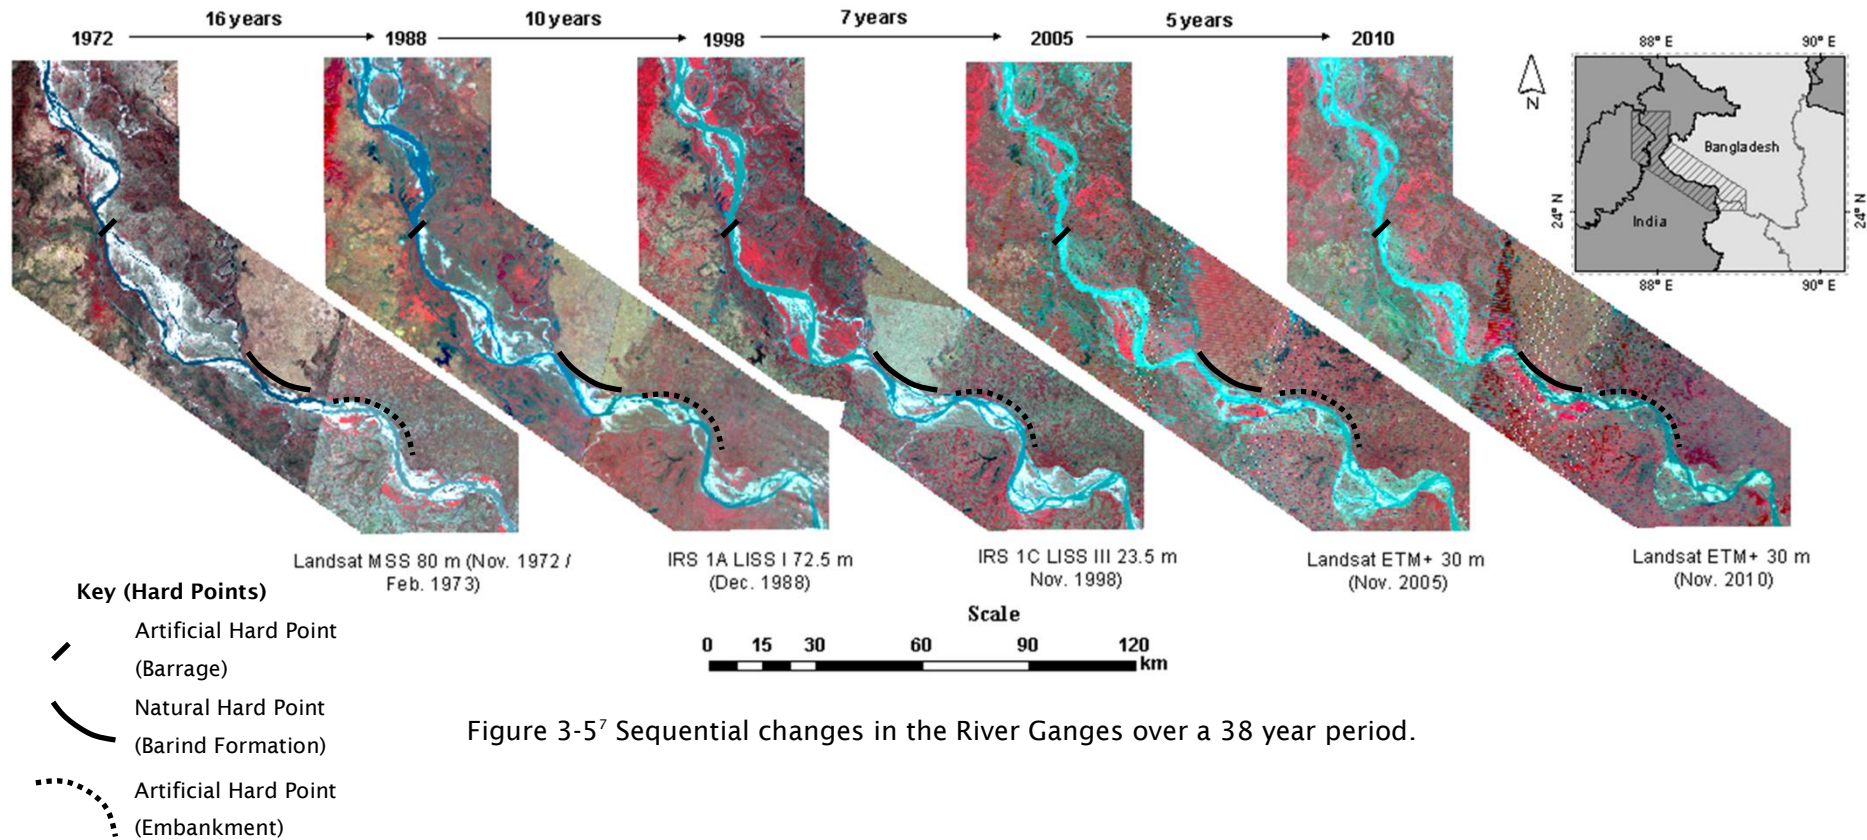 16 years
10 years
7 years
5 years
1972
1988
1998
2005
2010
88° E
90° E
N
Bangladesh
India
24° N
24° N
88° E
90° E
Landsat MSS 80 m (Nov. 1972 /
Feb. 1973)
IRS 1A LISS I 72.5 m
(Dec. 1988)
IRS 1C LISS III 23.5 m
Nov. 1998)
Landsat ETM+ 30 m
(Nov. 2005)
Landsat ETM+ 30 m
(Nov. 2010)
Key (Hard Points)
Artificial Hard Point
(Barrage)
Natural Hard Point
(Barind Formation)
Artificial Hard Point
(Embankment)
Scale
0 15 30 60 90 120
km
Figure 3-5⁷ Sequential changes in the River Ganges over a 38 year period.